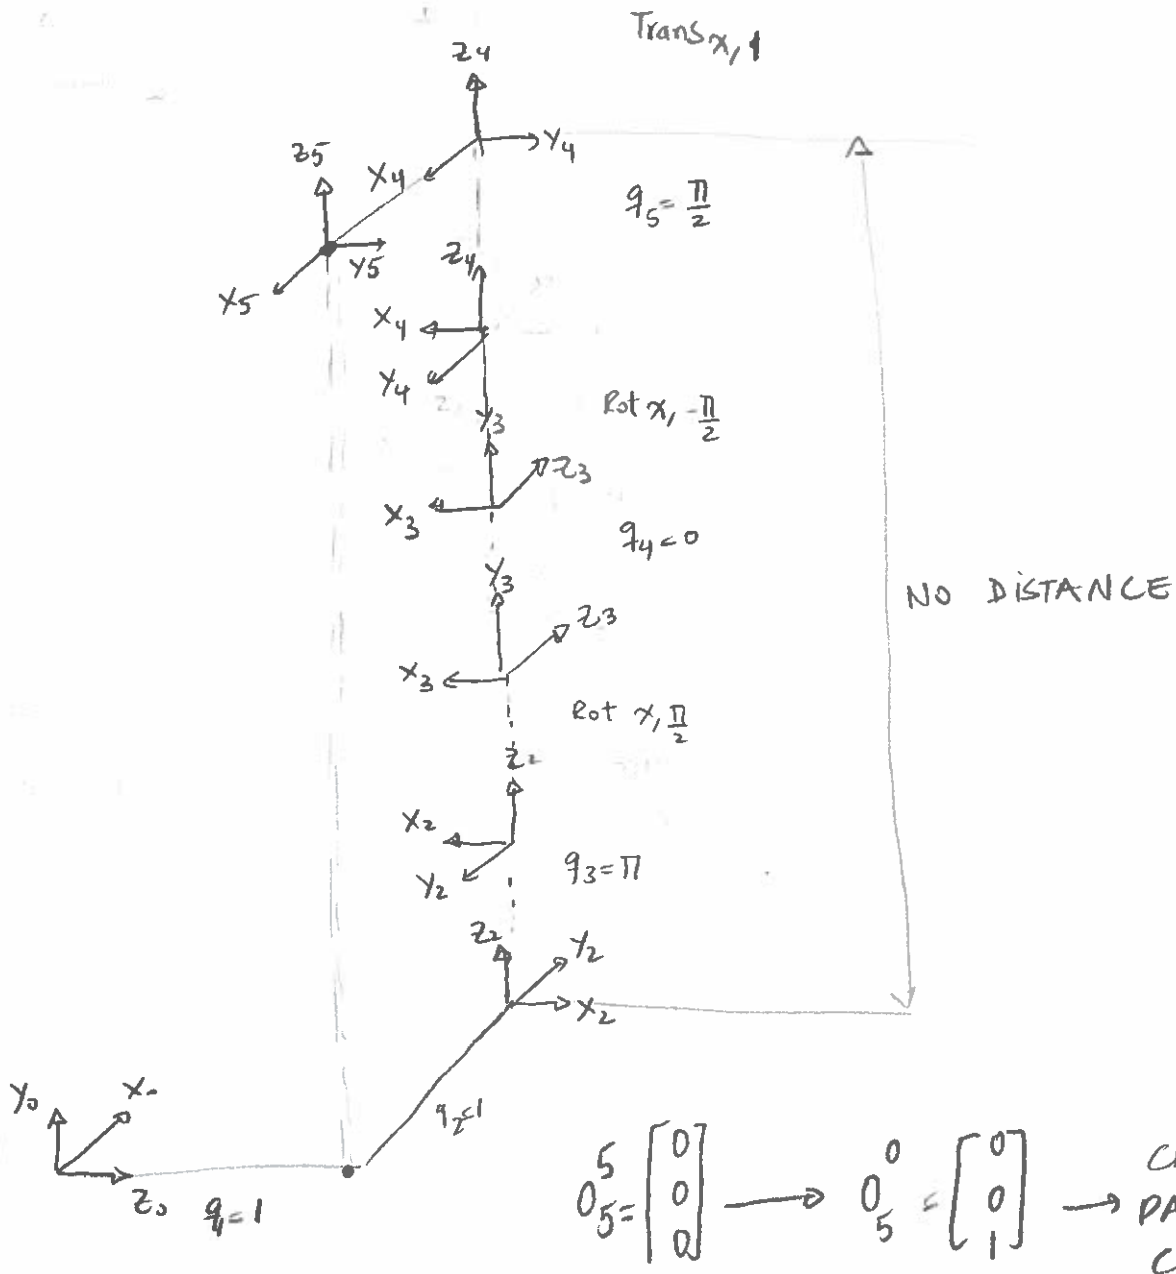 Trans x, 1
Z4
Y4
X4
Z5
Y5
X5
q5 = π/2
Z4
X4
Y4
Rot x, -π/2
Y3
Z3
X3
q4 = 0
Y3
Z3
X3
Rot x, π/2
Z2
X2
Y2
q3 = π
Z2
Y2
X2
NO DISTANCE
q2 = 1
Y0
X0
Z0
q1 = 1
O5^5 = [0 0 0] → O5^0 = [0 0 1] →